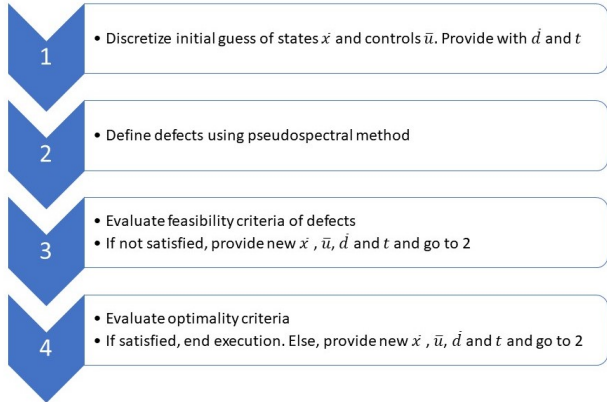 1
• Discretize initial guess of states ẋ and controls ū. Provide with ḋ and t
2
• Define defects using pseudospectral method
3
• Evaluate feasibility criteria of defects
• If not satisfied, provide new ẋ , ū, ḋ and t and go to 2
4
• Evaluate optimality criteria
• If satisfied, end execution. Else, provide new ẋ , ū, ḋ and t and go to 2